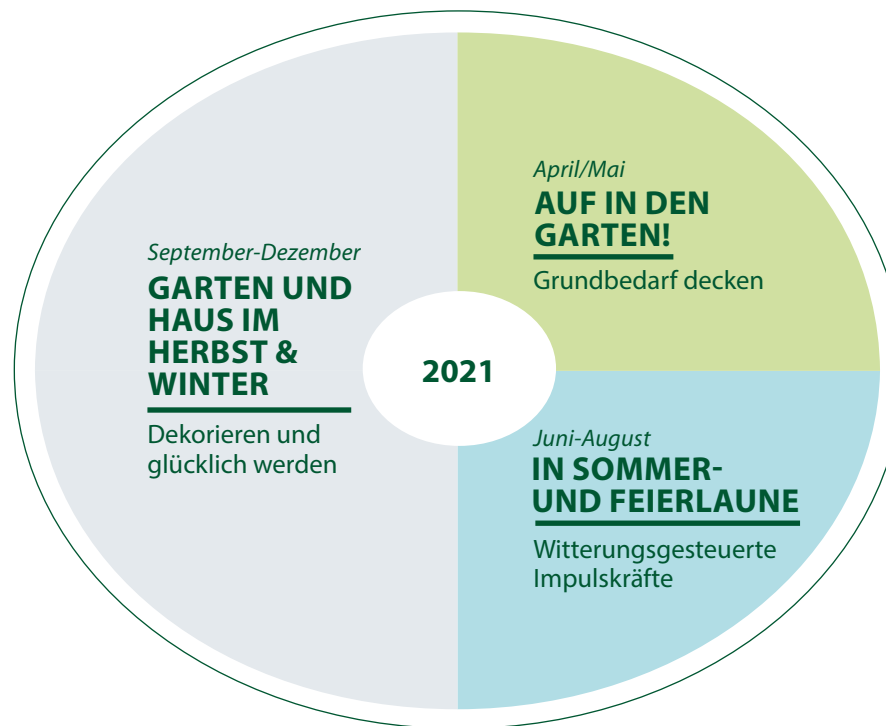 April/Mai
AUF IN DEN
GARTEN!
Grundbedarf decken
September-Dezember
GARTEN UND
HAUS IM
HERBST &
WINTER
Dekorieren und
glücklich werden
2021
Juni-August
IN SOMMER-
UND FEIERLAUNE
Witterungsgesteuerte
Impulskräfte